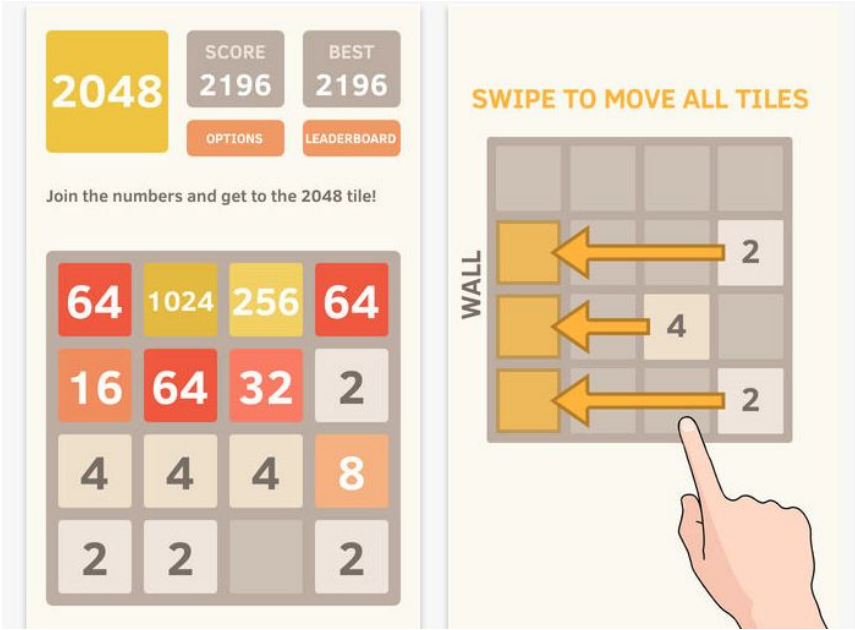 2048
SCORE
2196
BEST
2196
OPTIONS
LEADERBOARD
Join the numbers and get to the 2048 tile!
64 1024 256 64
16 64 32 2
4 4 4 8
2 2 2
SWIPE TO MOVE ALL TILES
WALL
2
4
2